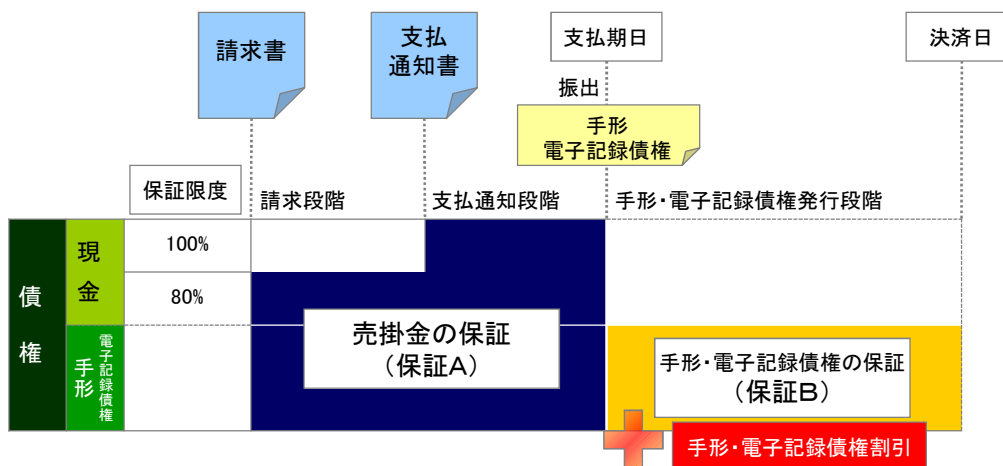 請求書
支払
通知書
支払期日
決済日
振出
手形
電子記録債権
保証限度
請求段階
支払通知段階
手形・電子記録債権発行段階
債権
現金
100%
80%
手形
電子記録債権
売掛金の保証
（保証A）
手形・電子記録債権の保証
（保証B）
手形・電子記録債権割引